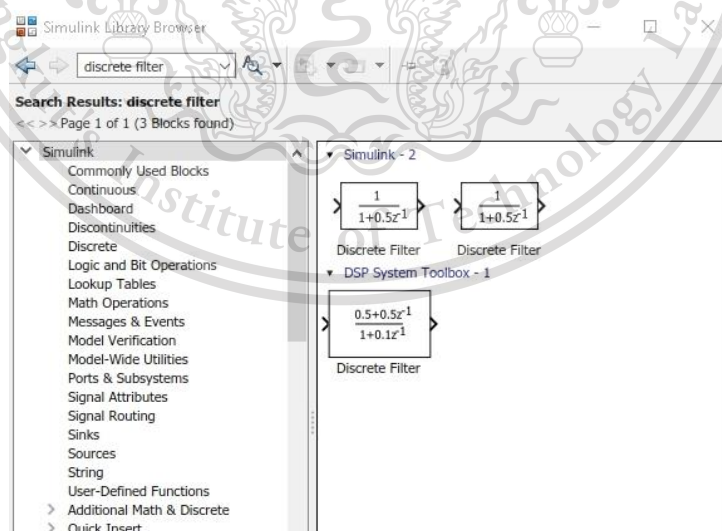 Simulink Library Browser
discrete filter
Search Results: discrete filter
<< >> Page 1 of 1 (3 Blocks found)
Simulink
Commonly Used Blocks
Continuous
Dashboard
Discontinuities
Discrete
Logic and Bit Operations
Lookup Tables
Math Operations
Messages & Events
Model Verification
Model-Wide Utilities
Ports & Subsystems
Signal Attributes
Signal Routing
Sinks
Sources
String
User-Defined Functions
Additional Math & Discrete
Quick Insert
Simulink - 2
1 1
1+0.5z⁻¹ 1+0.5z⁻¹
Discrete Filter Discrete Filter
DSP System Toolbox - 1
0.5+0.5z⁻¹
1+0.1z⁻¹
Discrete Filter
Institute of Technology